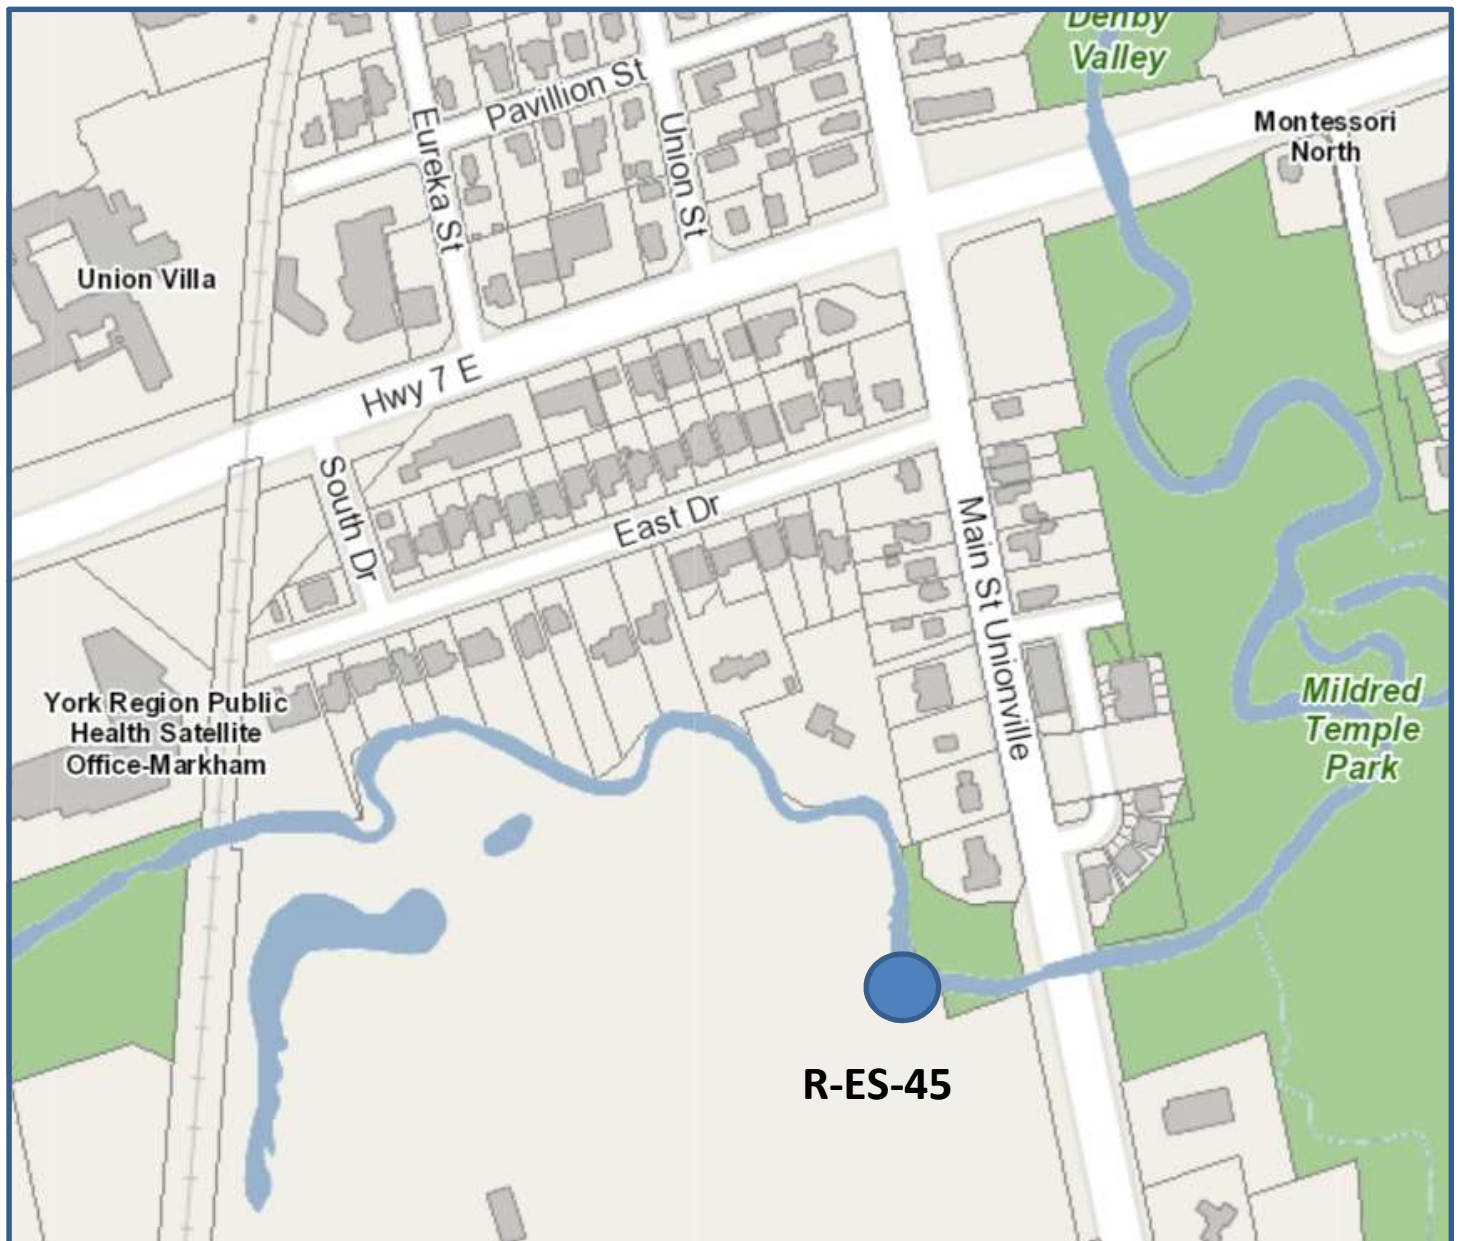 Denby
Valley
Montessori
North
Pavillion St
Eureka St
Union St
Union Villa
Hwy 7 E
South Dr
East Dr
Main St Unionville
York Region Public
Health Satellite
Office-Markham
Mildred
Temple
Park
R-ES-45